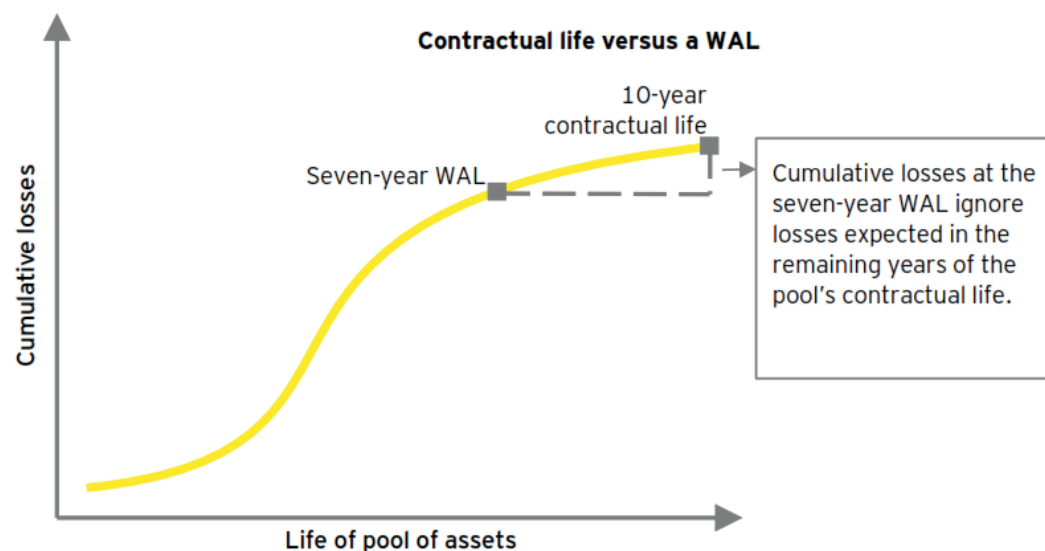 Contractual life versus a WAL
10-year
contractual life
Seven-year WAL
Cumulative losses at the
seven-year WAL ignore
losses expected in the
remaining years of the
pool's contractual life.
Cumulative losses
Life of pool of assets